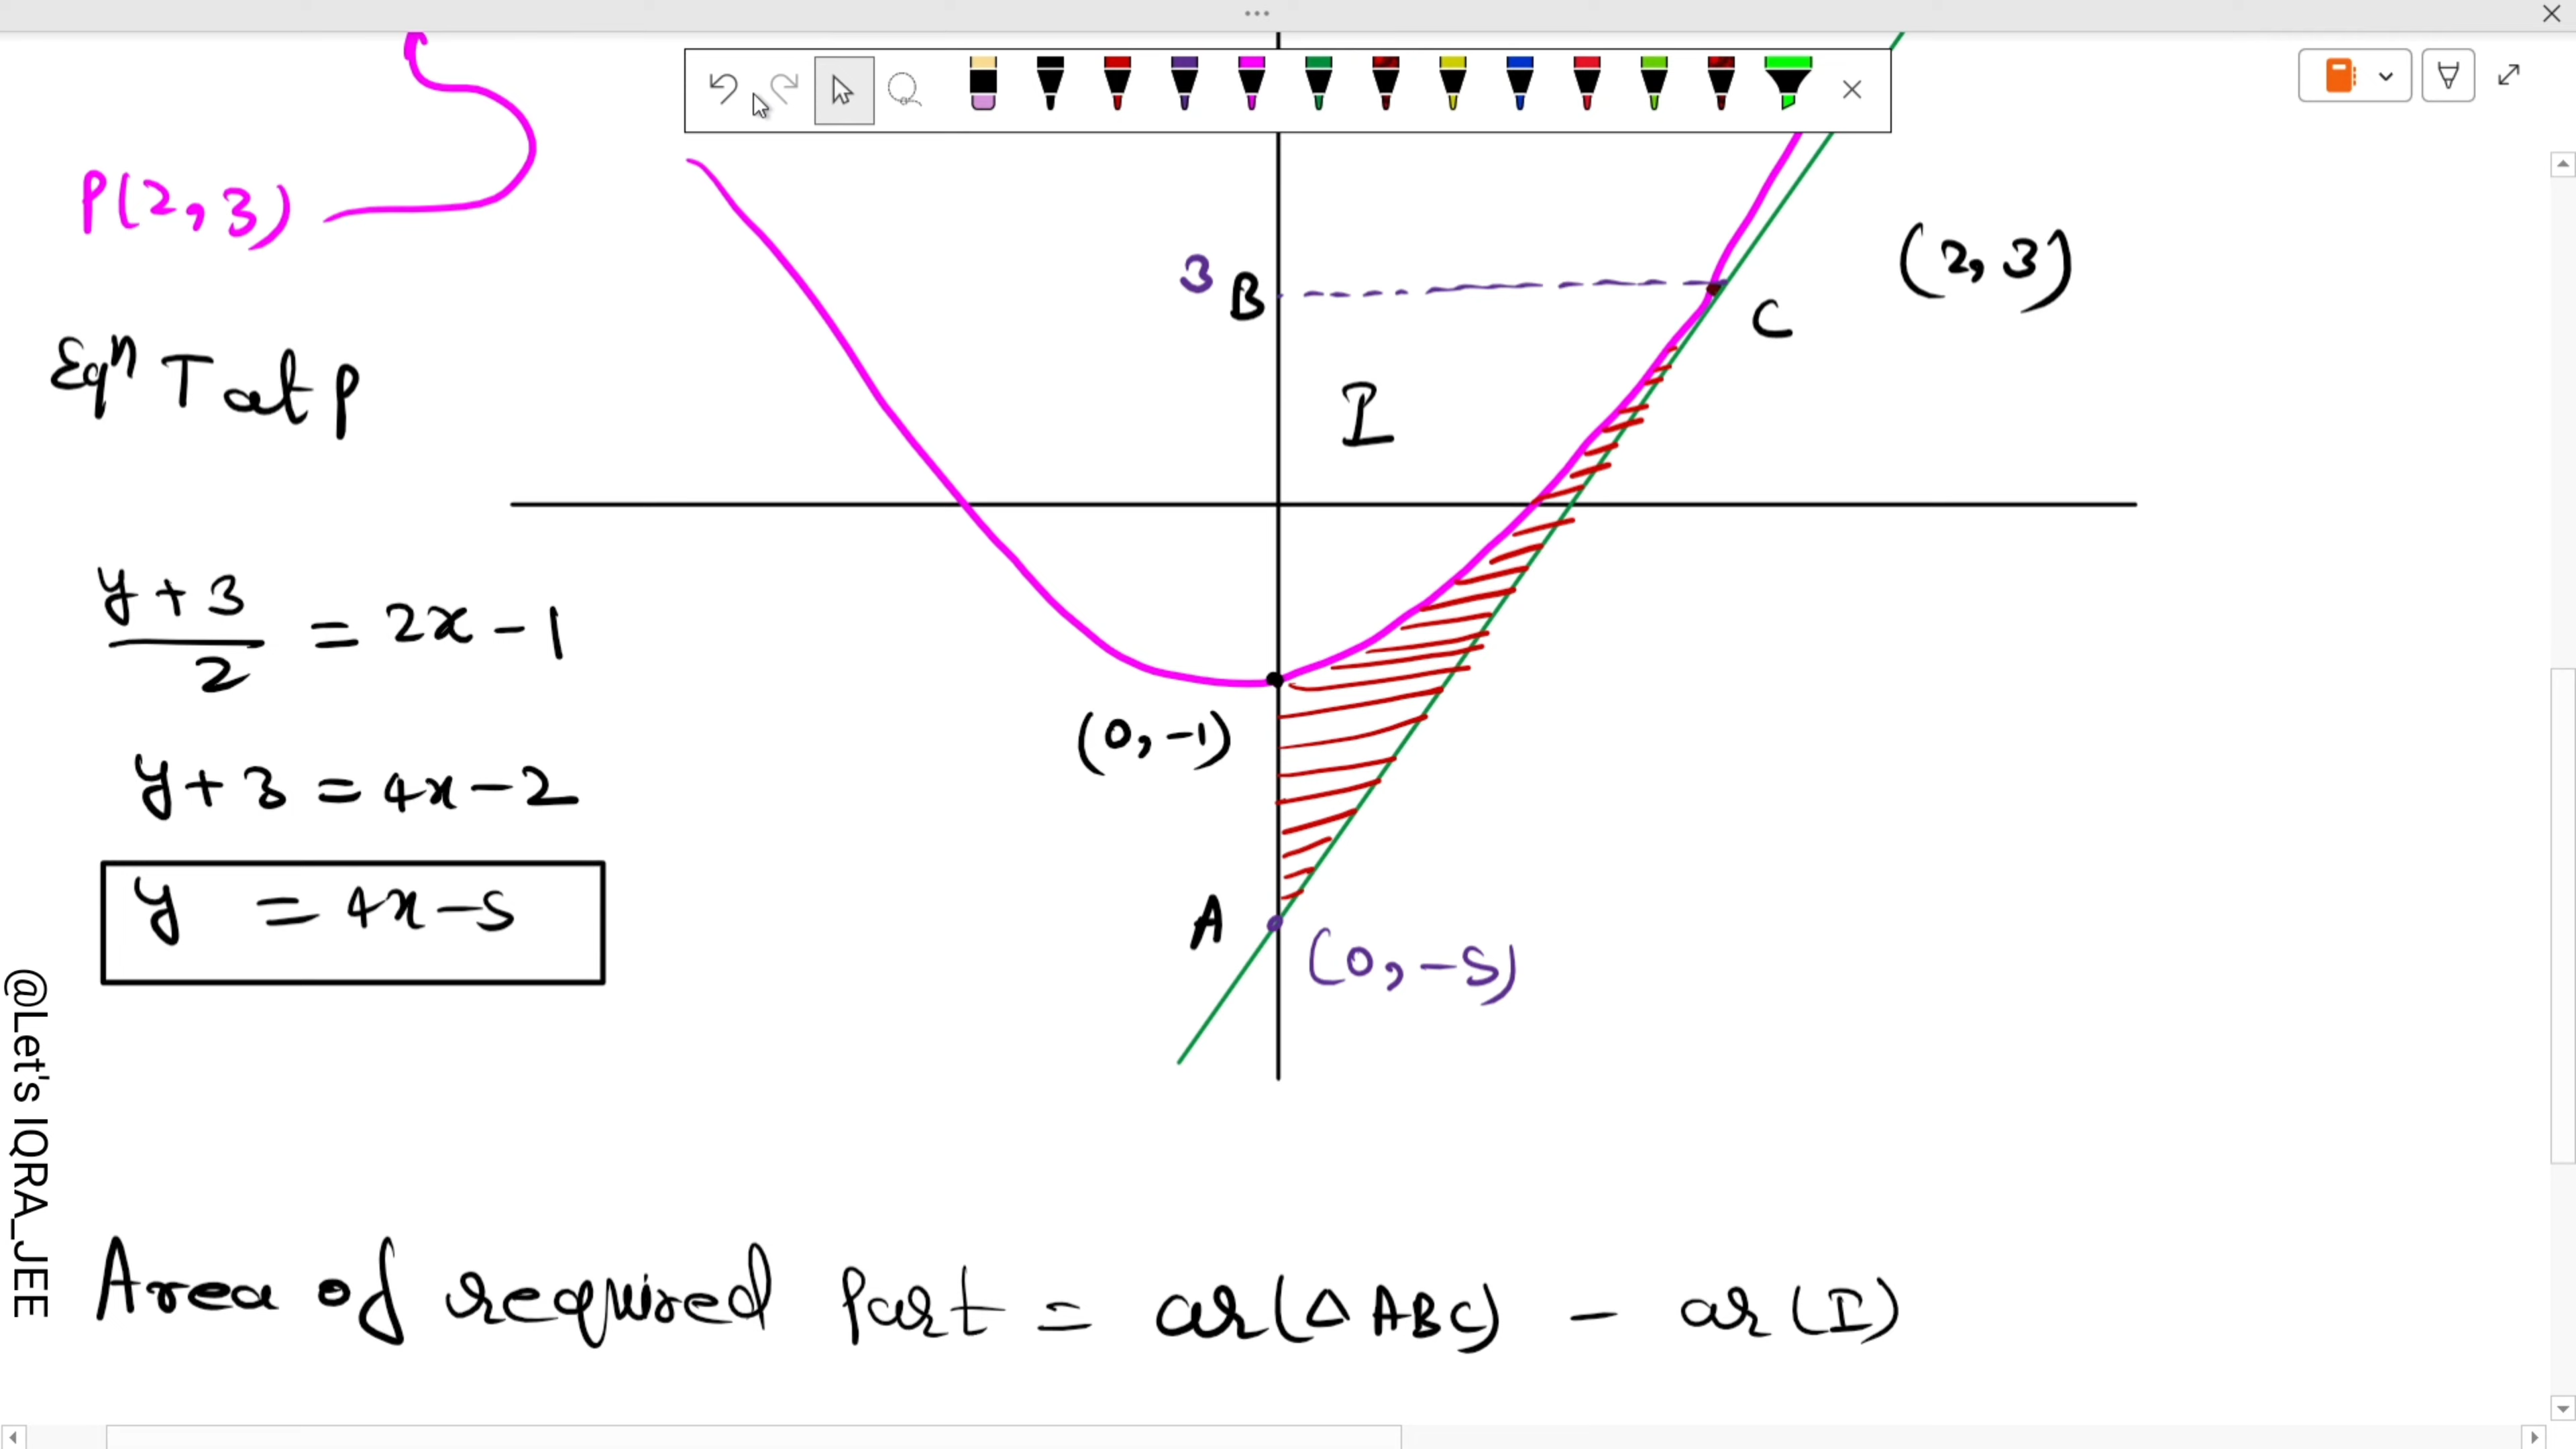 P(2,3)
Eqⁿ T at P
y+3/2 = 2x-1
y+3 = 4x-2
y = 4x-5
3
B
(2,3)
C
I
(0,-1)
A
(0,-5)
Area of required Part = ar(△ABC) - ar(I)
@Let's IQRA_JEE